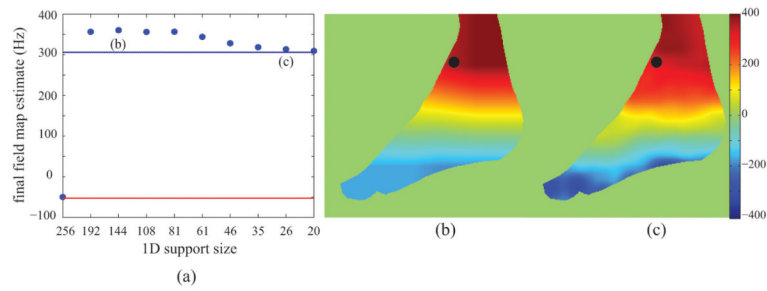 (a)
400
300
200
100
0
−100
final field map estimate (Hz)
(b)
(c)
256 192 144 108 81 61 46 35 26 20
1D support size
(a)
(b)
(c)
400
200
0
−200
−400